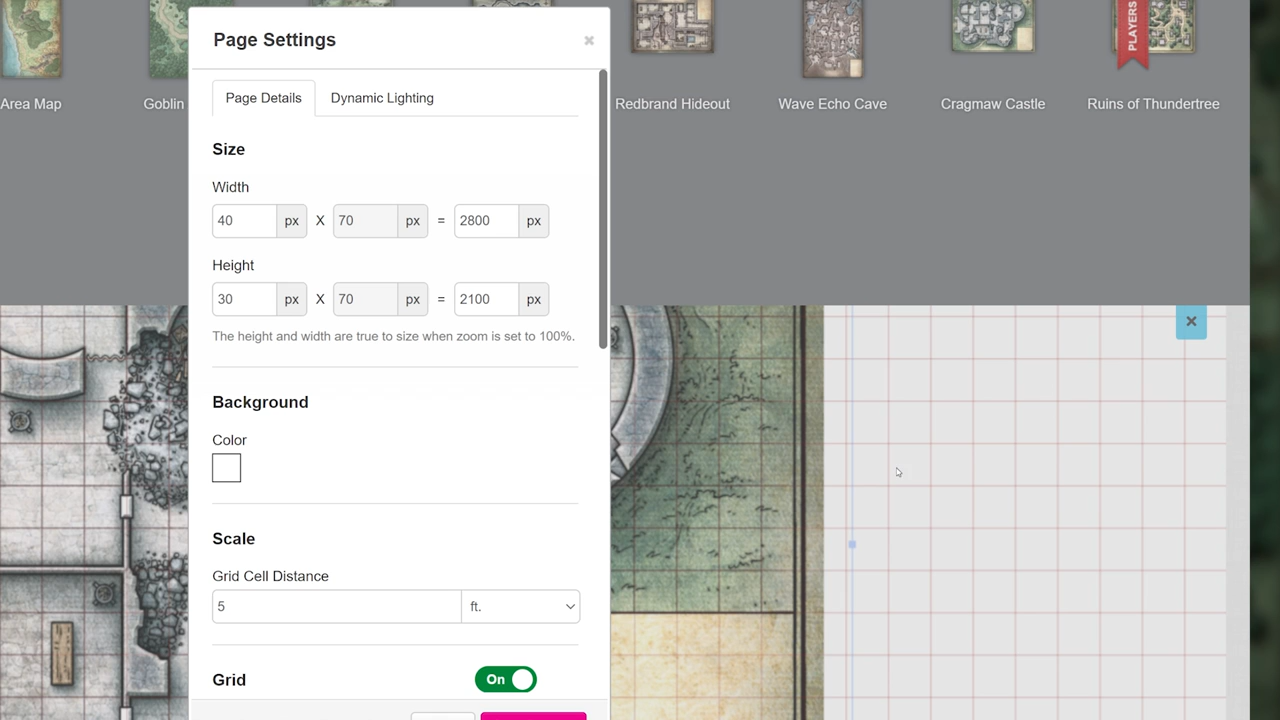 PLAYERS
Area Map
Goblin
Redbrand Hideout
Wave Echo Cave
Cragmaw Castle
Ruins of Thundertree
Page Settings
×
Page Details
Dynamic Lighting
Size
Width
40 px X 70 px = 2800 px
Height
30 px X 70 px = 2100 px
The height and width are true to size when zoom is set to 100%.
×
Background
Color
Scale
Grid Cell Distance
5 ft.
Grid On